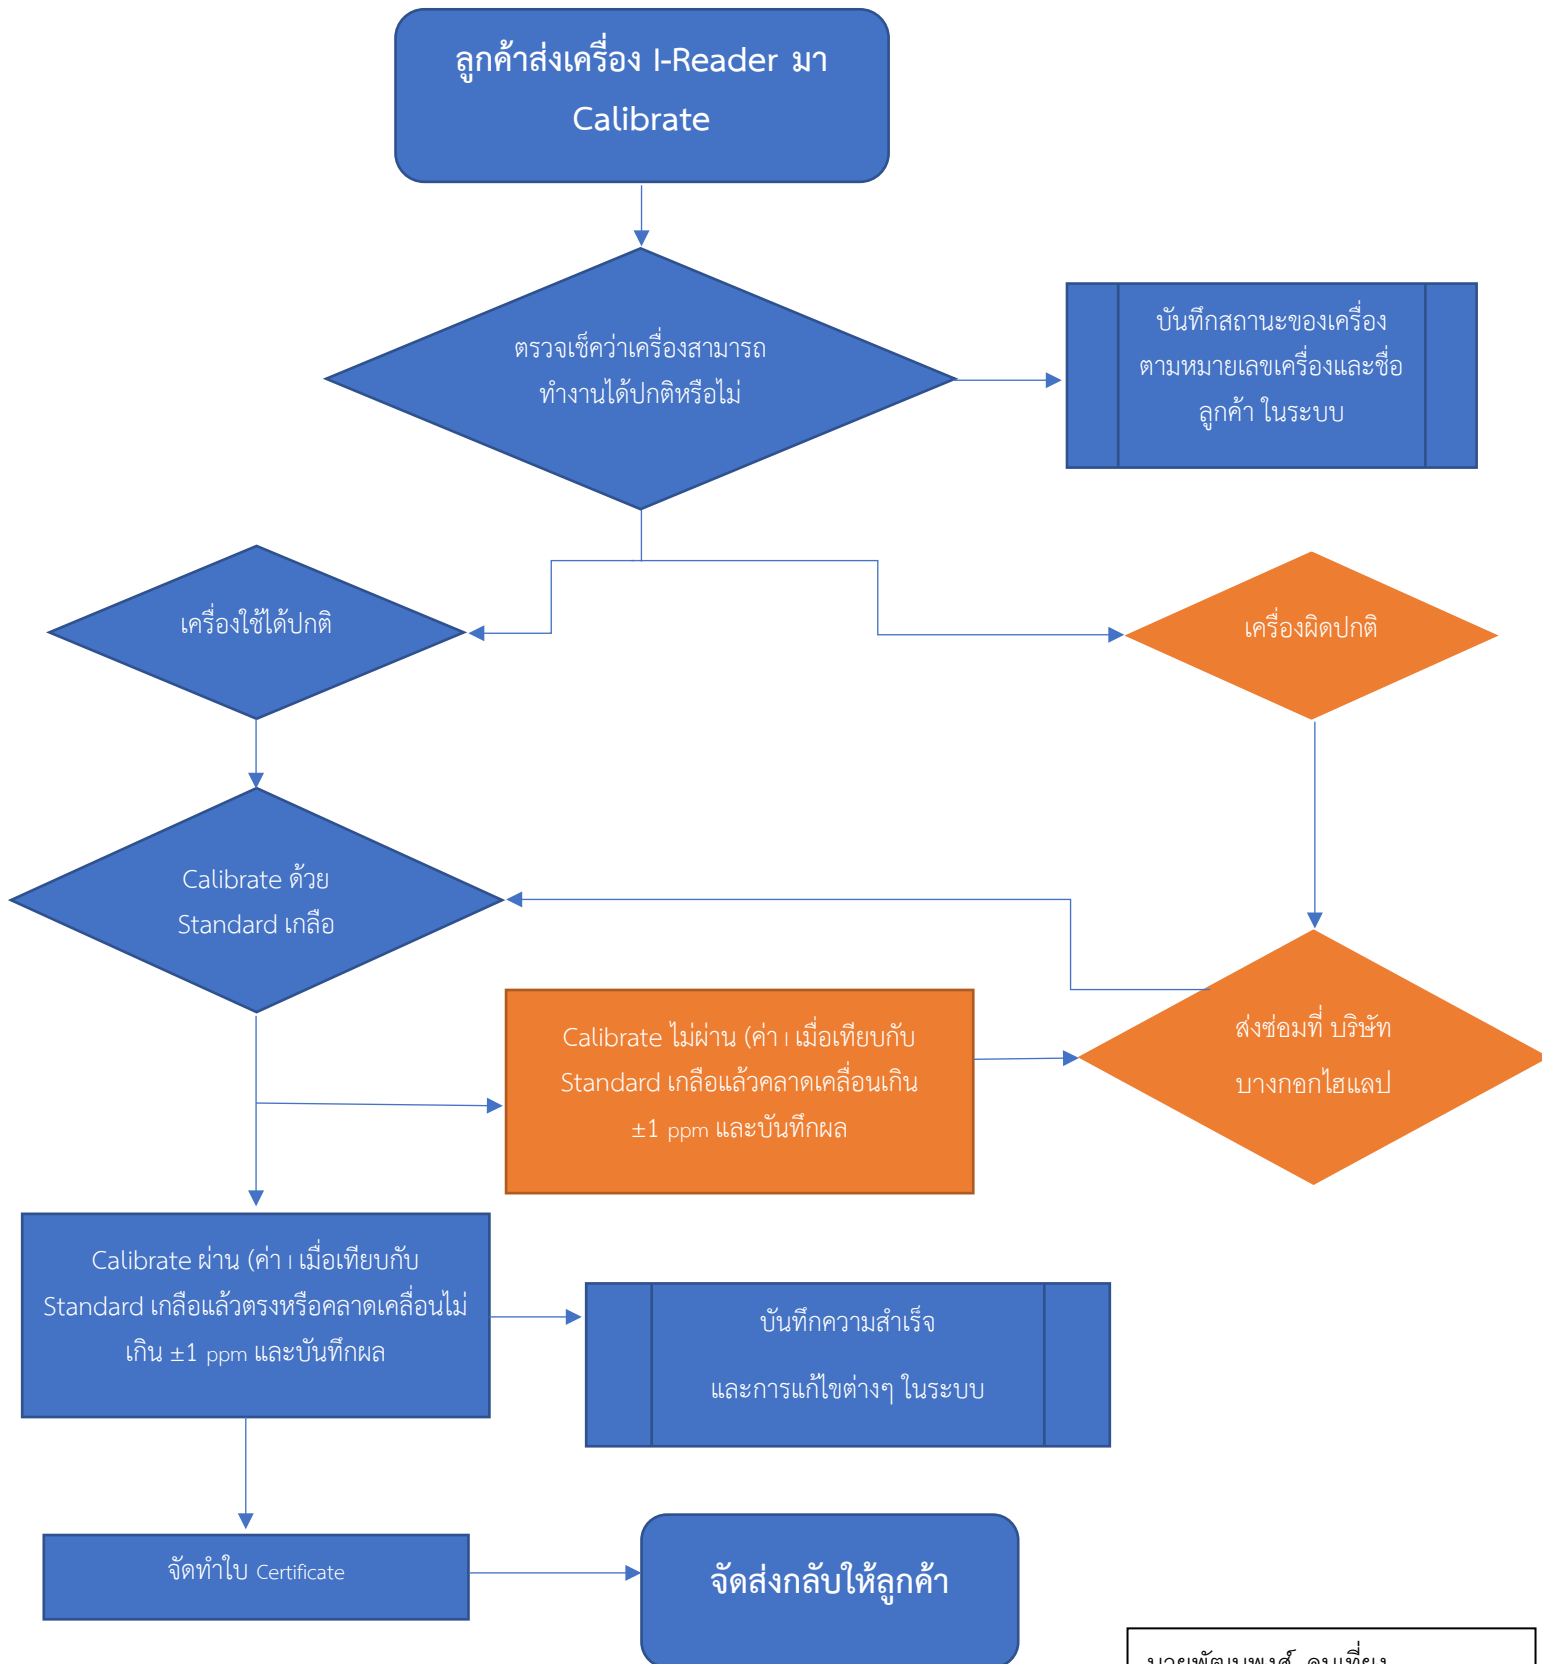 ลูกค้าส่งเครื่อง I-Reader มา
Calibrate
ตรวจเช็คว่าเครื่องสามารถ
ทำงานได้ปกติหรือไม่
บันทึกสถานะของเครื่อง
ตามหมายเลขเครื่องและชื่อ
ลูกค้า ในระบบ
เครื่องใช้ได้ปกติ
เครื่องผิดปกติ
Calibrate ด้วย
Standard เกลือ
Calibrate ไม่ผ่าน (ค่า I เมื่อเทียบกับ
Standard เกลือแล้วคลาดเคลื่อนเกิน
±1 ppm และบันทึกผล
ส่งซ่อมที่ บริษัท
บางกอกไฮแลป
Calibrate ผ่าน (ค่า I เมื่อเทียบกับ
Standard เกลือแล้วตรงหรือคลาดเคลื่อนไม่
เกิน ±1 ppm และบันทึกผล
บันทึกความสำเร็จ
และการแก้ไขต่างๆ ในระบบ
จัดทำใบ Certificate
จัดส่งกลับให้ลูกค้า